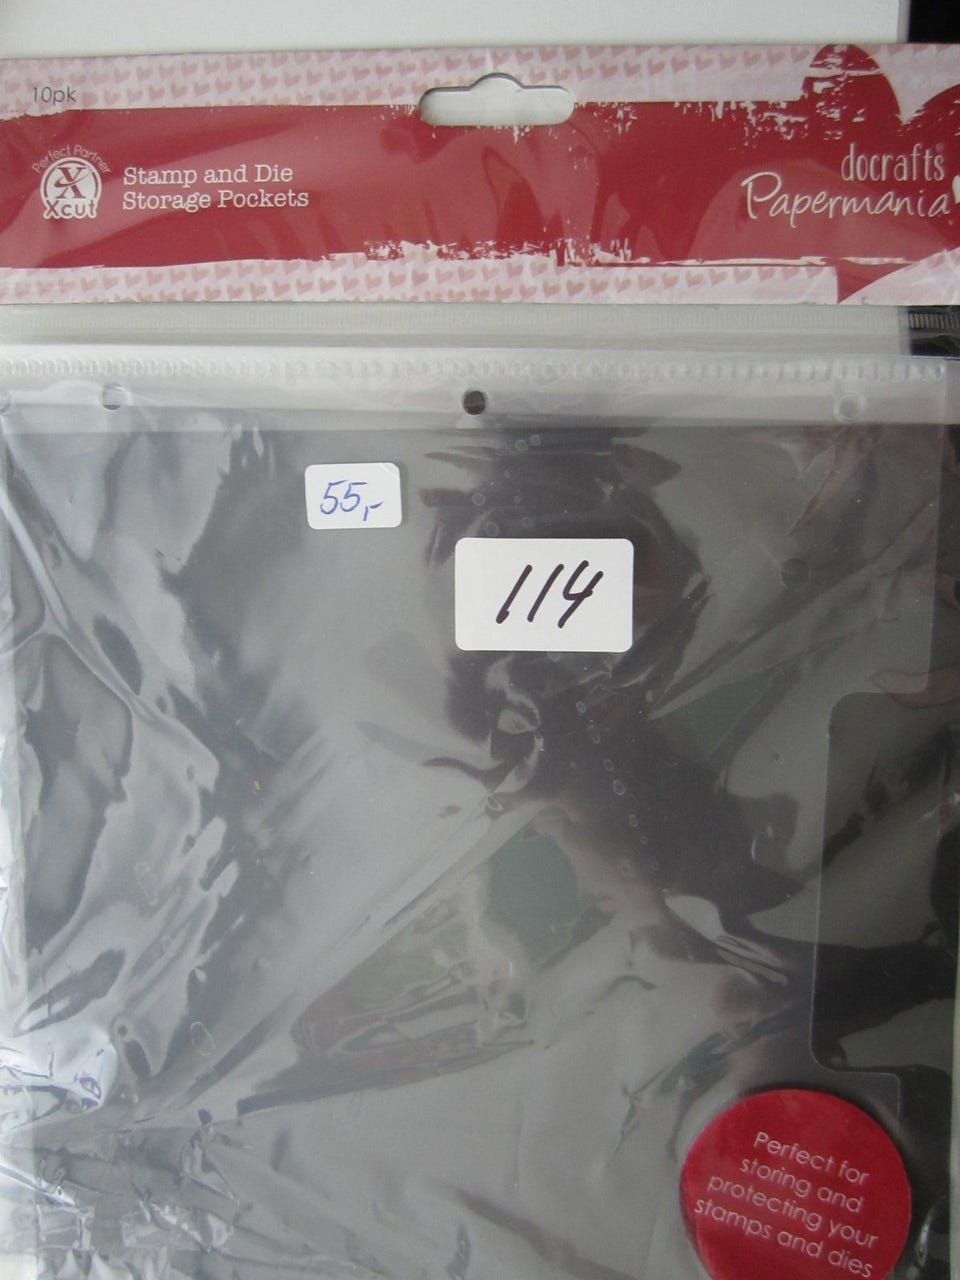 10pk
Perfect Partner
Xcut
Stamp and Die
Storage Pockets
docrafts®
Papermania
55,-
114
Perfect for
storing and
protecting your
stamps and dies